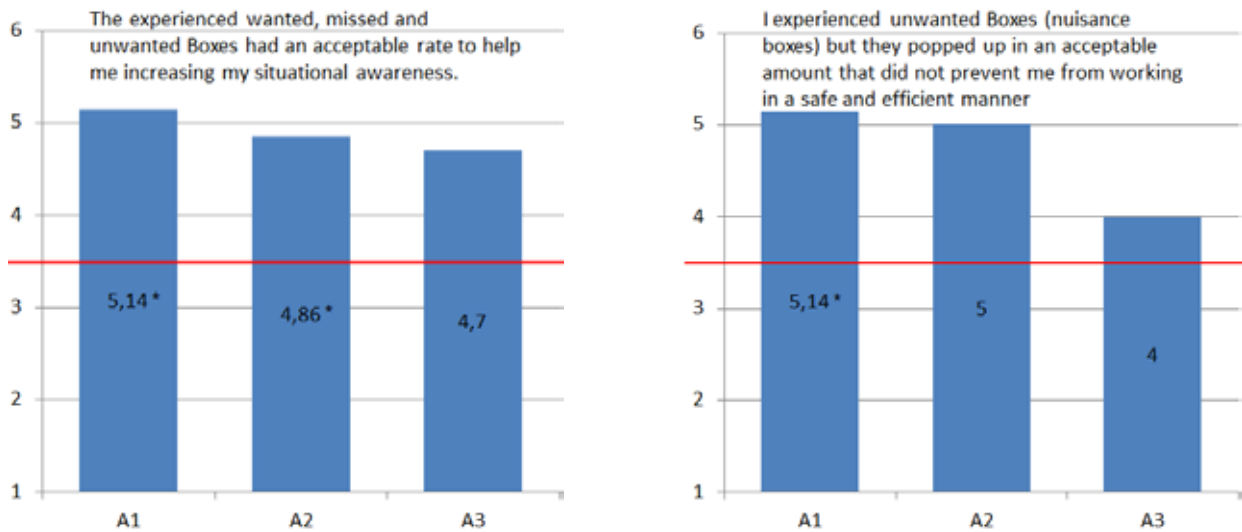 The experienced wanted, missed and
unwanted Boxes had an acceptable rate to help
me increasing my situational awareness.
6
5
4
3
2
1
5,14 *
4,86 *
4,7
A1
A2
A3
I experienced unwanted Boxes (nuisance
boxes) but they popped up in an acceptable
amount that did not prevent me from working
in a safe and efficient manner
6
5
4
3
2
1
5,14 *
5
4
A1
A2
A3